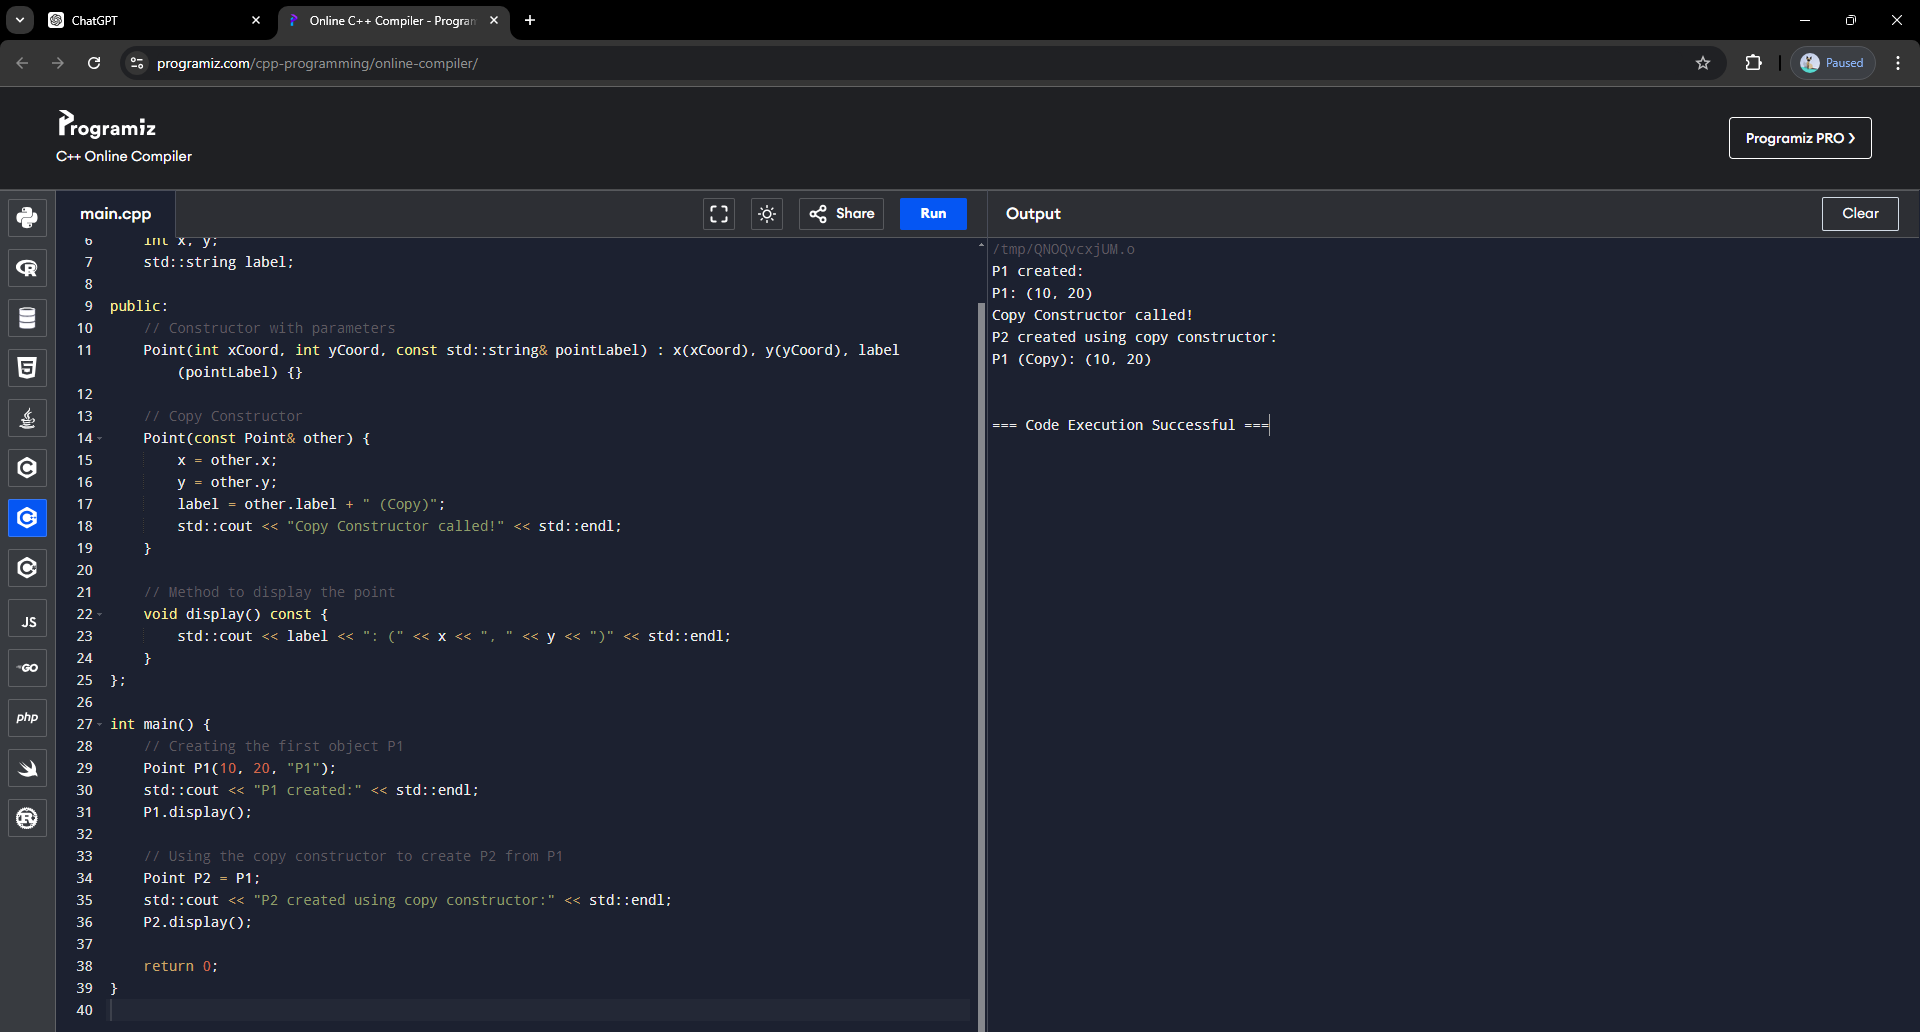 ChatGPT
Online C++ Compiler - Progran
programiz.com/cpp-programming/online-compiler/
Paused
Programiz
C++ Online Compiler
Programiz PRO ❯
main.cpp
Share
Run
Output
Clear
6 int x, y;
7 std::string label;
8
9 public:
10 // Constructor with parameters
11 Point(int xCoord, int yCoord, const std::string& pointLabel) : x(xCoord), y(yCoord), label
(pointLabel) {}
12
13 // Copy Constructor
14 Point(const Point& other) {
15 x = other.x;
16 y = other.y;
17 label = other.label + " (Copy)";
18 std::cout << "Copy Constructor called!" << std::endl;
19 }
20
21 // Method to display the point
22 void display() const {
23 std::cout << label << ": (" << x << ", " << y << ")" << std::endl;
24 }
25 };
26
27 int main() {
28 // Creating the first object P1
29 Point P1(10, 20, "P1");
30 std::cout << "P1 created:" << std::endl;
31 P1.display();
32
33 // Using the copy constructor to create P2 from P1
34 Point P2 = P1;
35 std::cout << "P2 created using copy constructor:" << std::endl;
36 P2.display();
37
38 return 0;
39 }
40
/tmp/QNOQvcxjUM.o
P1 created:
P1: (10, 20)
Copy Constructor called!
P2 created using copy constructor:
P1 (Copy): (10, 20)
=== Code Execution Successful ===
JS
GO
php